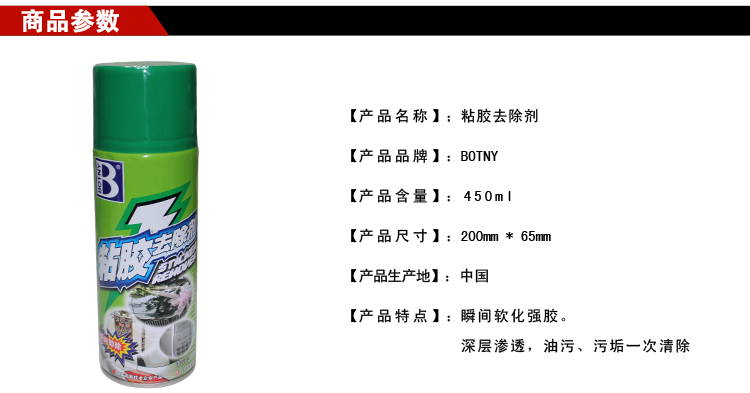 商品参数
【产品名称】：粘胶去除剂
【产品品牌】：BOTNY
【产品含量】：450ml
【产品尺寸】：200mm * 65mm
【产品生产地】：中国
【产品特点】：瞬间软化强胶。
深层渗透，油污、污垢一次清除
B
BOTNY
粘胶去除剂